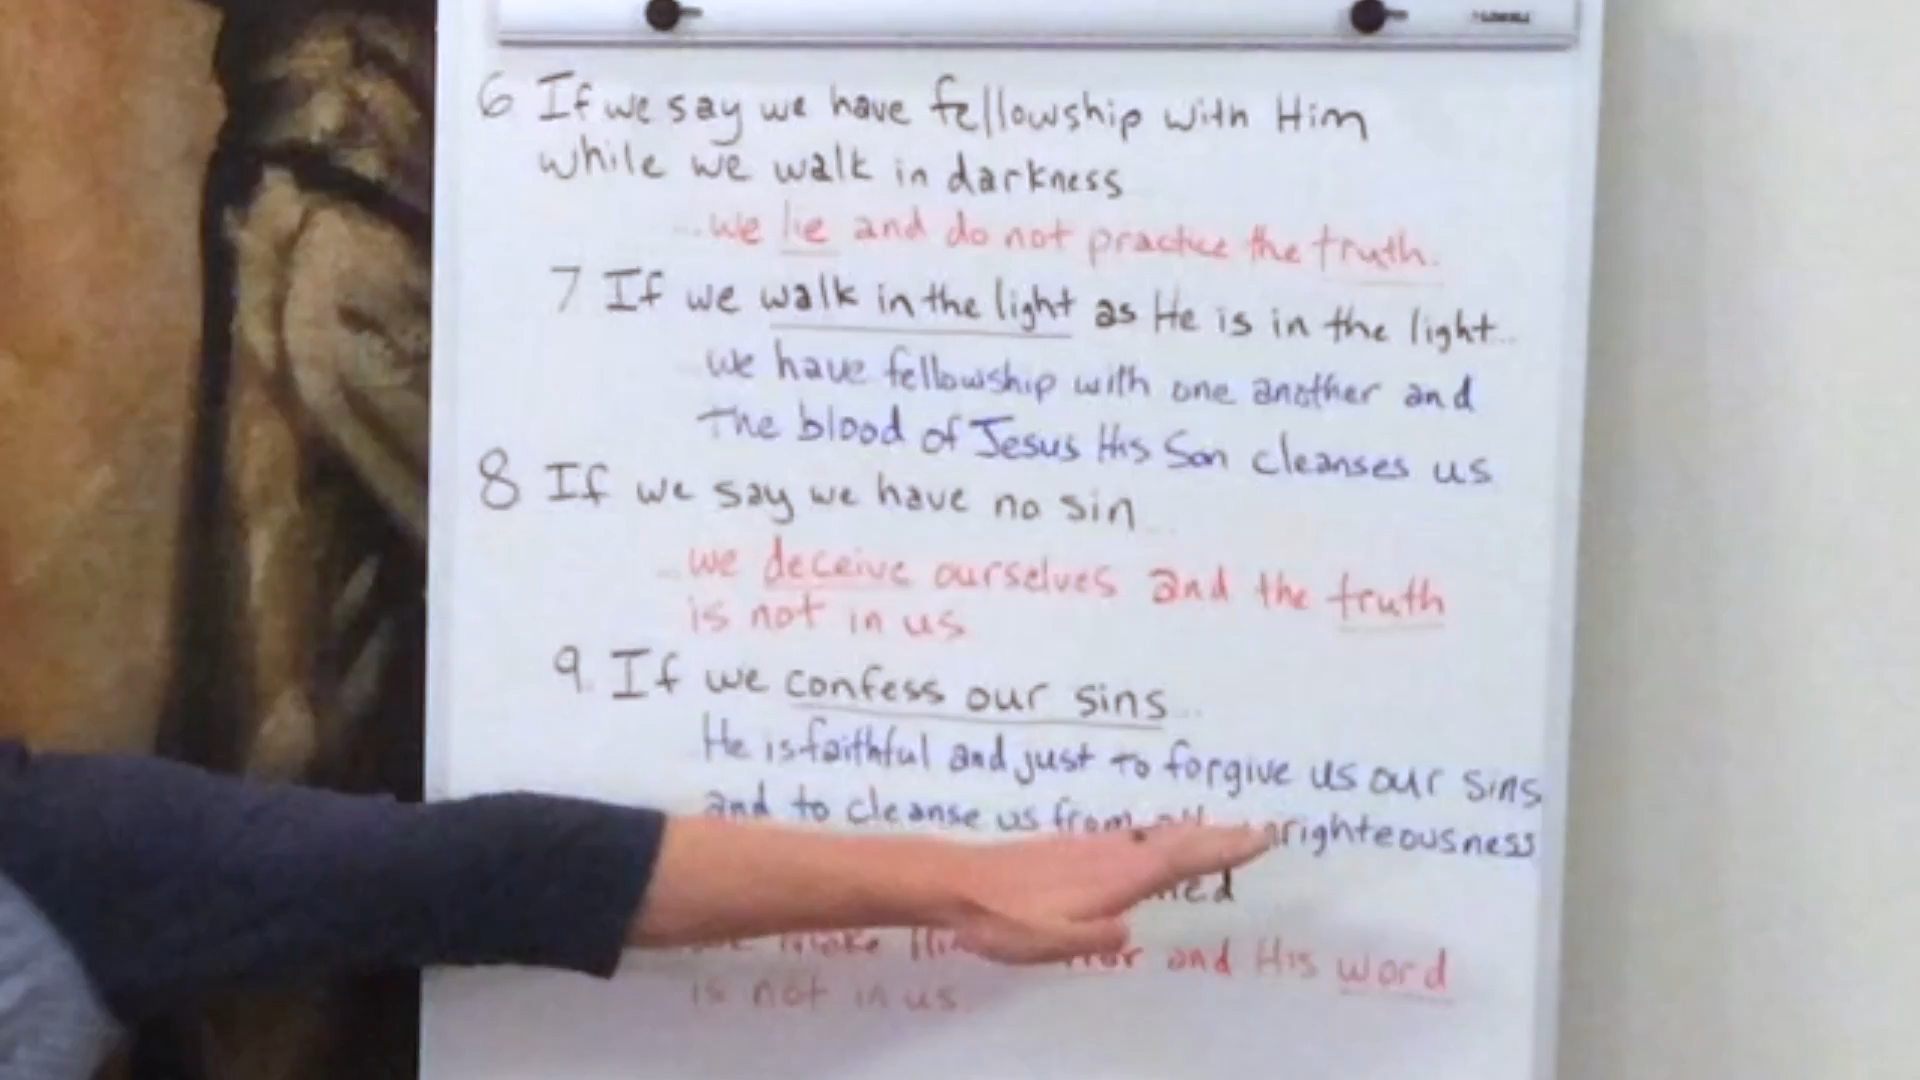 6 If we say we have fellowship with Him
while we walk in darkness
...we lie and do not practice the truth.
7 If we walk in the light as He is in the light...
we have fellowship with one another and
The blood of Jesus His Son cleanses us
8 If we say we have no sin...
...we deceive ourselves and the truth
is not in us
9. If we confess our sins...
He is faithful and just to forgive us our sins
and to cleanse us from righteousness
and His word
is not in us.